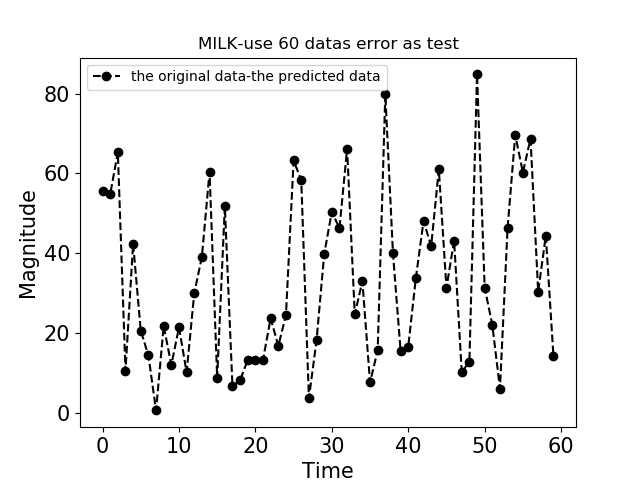 MILK-use 60 datas error as test
the original data-the predicted data
Magnitude
80
60
40
20
0
0 10 20 30 40 50 60
Time